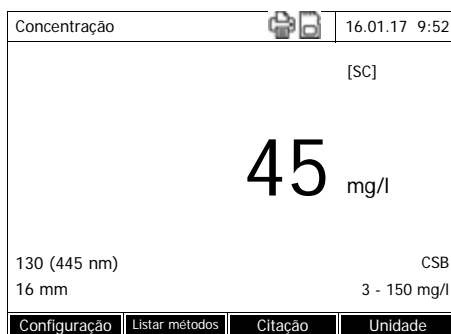 Concentração 16.01.17 9:52
[SC]
45 mg/l
130 (445 nm) CSB
16 mm 3 - 150 mg/l
Configuração Listar métodos Citação Unidade